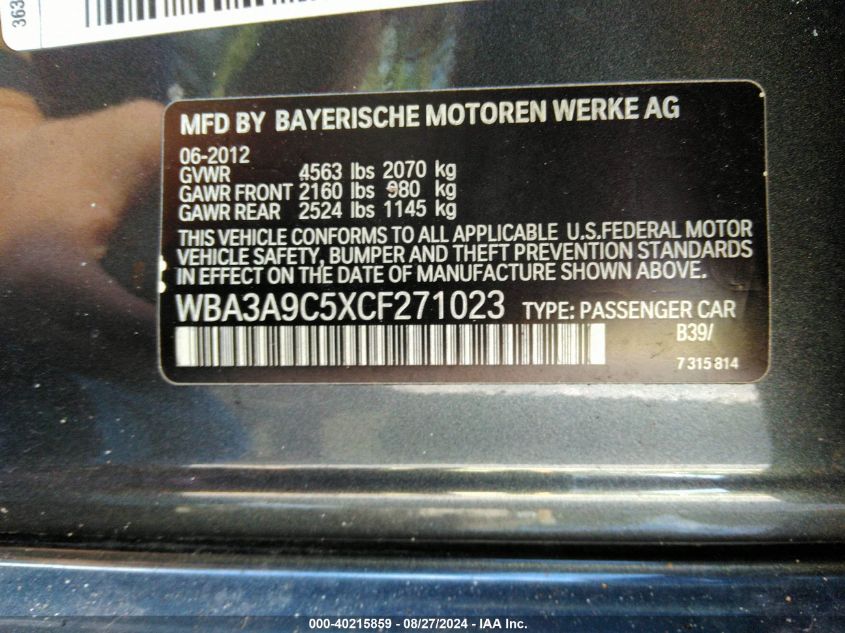 363
MFD BY BAYERISCHE MOTOREN WERKE AG
06-2012
GVWR 4563 lbs 2070 kg
GAWR FRONT 2160 lbs 980 kg
GAWR REAR 2524 lbs 1145 kg
THIS VEHICLE CONFORMS TO ALL APPLICABLE U.S.FEDERAL MOTOR
VEHICLE SAFETY, BUMPER AND THEFT PREVENTION STANDARDS
IN EFFECT ON THE DATE OF MANUFACTURE SHOWN ABOVE.
WBA3A9C5XCF271023 TYPE: PASSENGER CAR
B39/
7 315 814
000-40215859 - 08/27/2024 - IAA Inc.